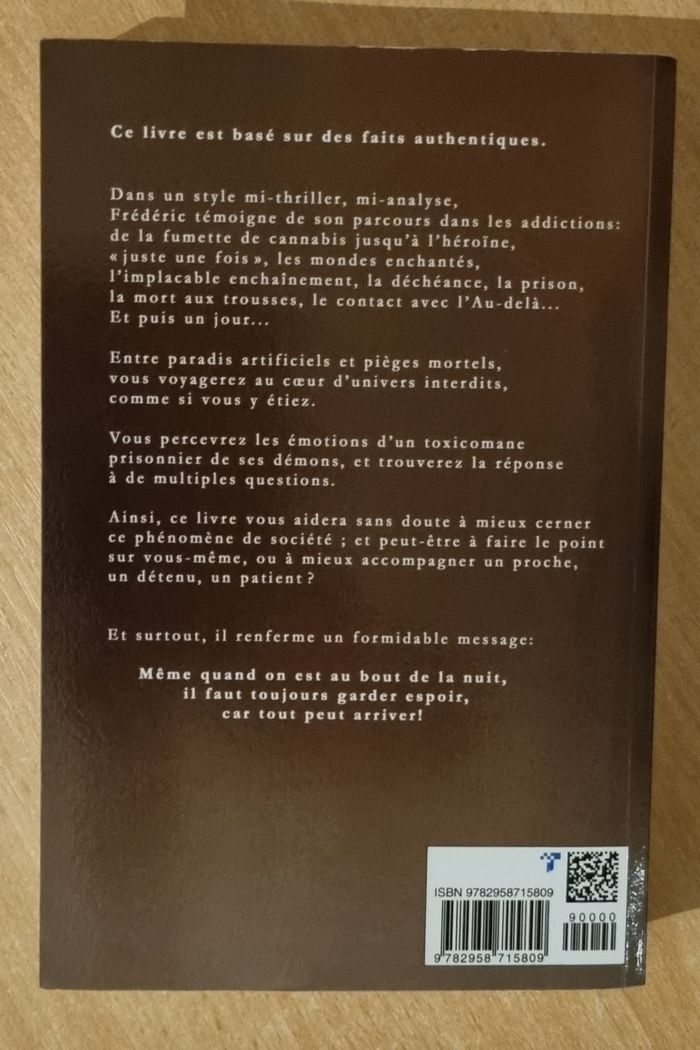 Ce livre est basé sur des faits authentiques.
Dans un style mi-thriller, mi-analyse,
Frédéric témoigne de son parcours dans les addictions:
de la fumette de cannabis jusqu'à l'héroïne,
« juste une fois », les mondes enchantés,
l'implacable enchaînement, la déchéance, la prison,
la mort aux trousses, le contact avec l'Au-delà...
Et puis un jour...
Entre paradis artificiels et pièges mortels,
vous voyagerez au cœur d'univers interdits,
comme si vous y étiez.
Vous percevrez les émotions d'un toxicomane
prisonnier de ses démons, et trouverez la réponse
à de multiples questions.
Ainsi, ce livre vous aidera sans doute à mieux cerner
ce phénomène de société ; et peut-être à faire le point
sur vous-même, ou à mieux accompagner un proche,
un détenu, un patient ?
Et surtout, il renferme un formidable message:
Même quand on est au bout de la nuit,
il faut toujours garder espoir,
car tout peut arriver!
ISBN 9782958715809
90000
9 782958 715809